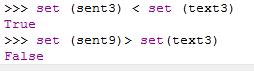 >>> set (sent3) < set (text3)
True
>>> set (sent9)> set(text3)
False